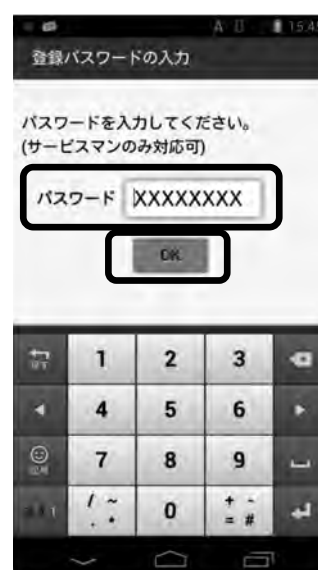 15:45
登録パスワードの入力
パスワードを入力してください。
(サービスマンのみ対応可)
パスワード XXXXXXXX
OK
1 2 3
4 5 6
7 8 9
/ ~ . * 0 + - = #